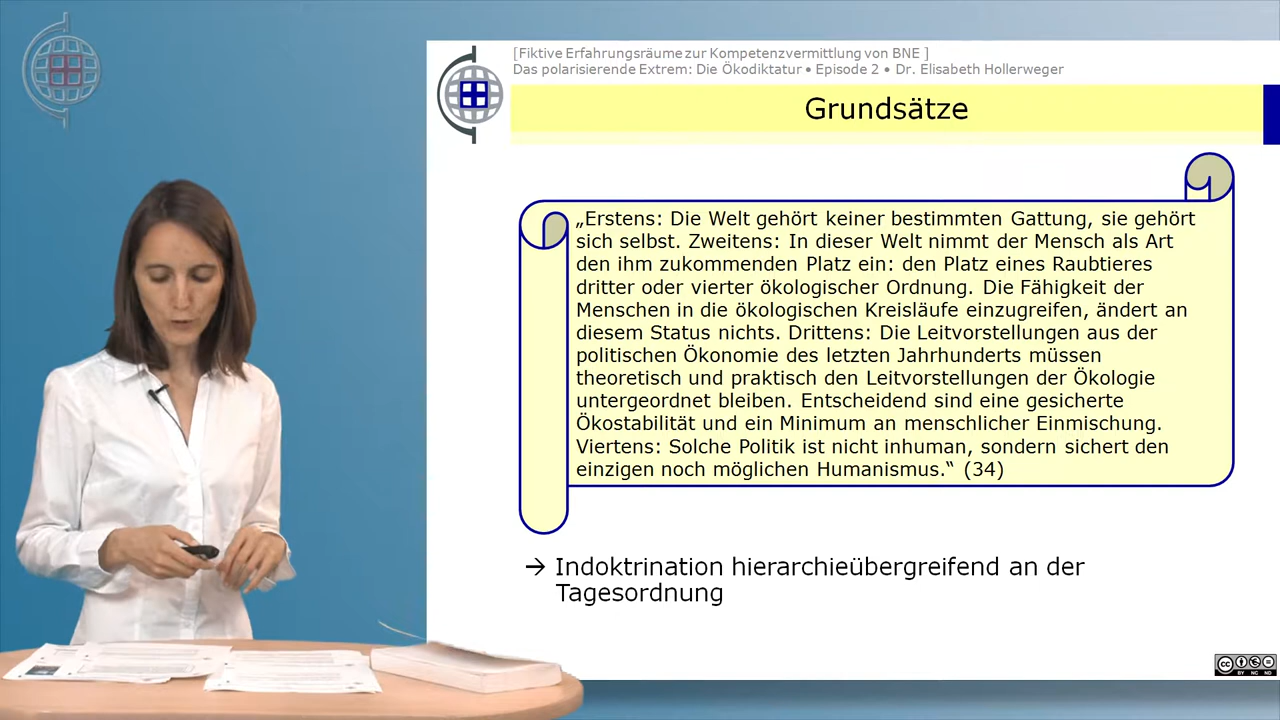 [Fiktive Erfahrungsräume zur Kompetenzvermittlung von BNE ]
Das polarisierende Extrem: Die Ökodiktatur • Episode 2 • Dr. Elisabeth Hollerweger
Grundsätze
„Erstens: Die Welt gehört keiner bestimmten Gattung, sie gehört
sich selbst. Zweitens: In dieser Welt nimmt der Mensch als Art
den ihm zukommenden Platz ein: den Platz eines Raubtieres
dritter oder vierter ökologischer Ordnung. Die Fähigkeit der
Menschen in die ökologischen Kreisläufe einzugreifen, ändert an
diesem Status nichts. Drittens: Die Leitvorstellungen aus der
politischen Ökonomie des letzten Jahrhunderts müssen
theoretisch und praktisch den Leitvorstellungen der Ökologie
untergeordnet bleiben. Entscheidend sind eine gesicherte
Ökostabilität und ein Minimum an menschlicher Einmischung.
Viertens: Solche Politik ist nicht inhuman, sondern sichert den
einzigen noch möglichen Humanismus.“ (34)
→ Indoktrination hierarchieübergreifend an der
Tagesordnung
cc
BY NC ND